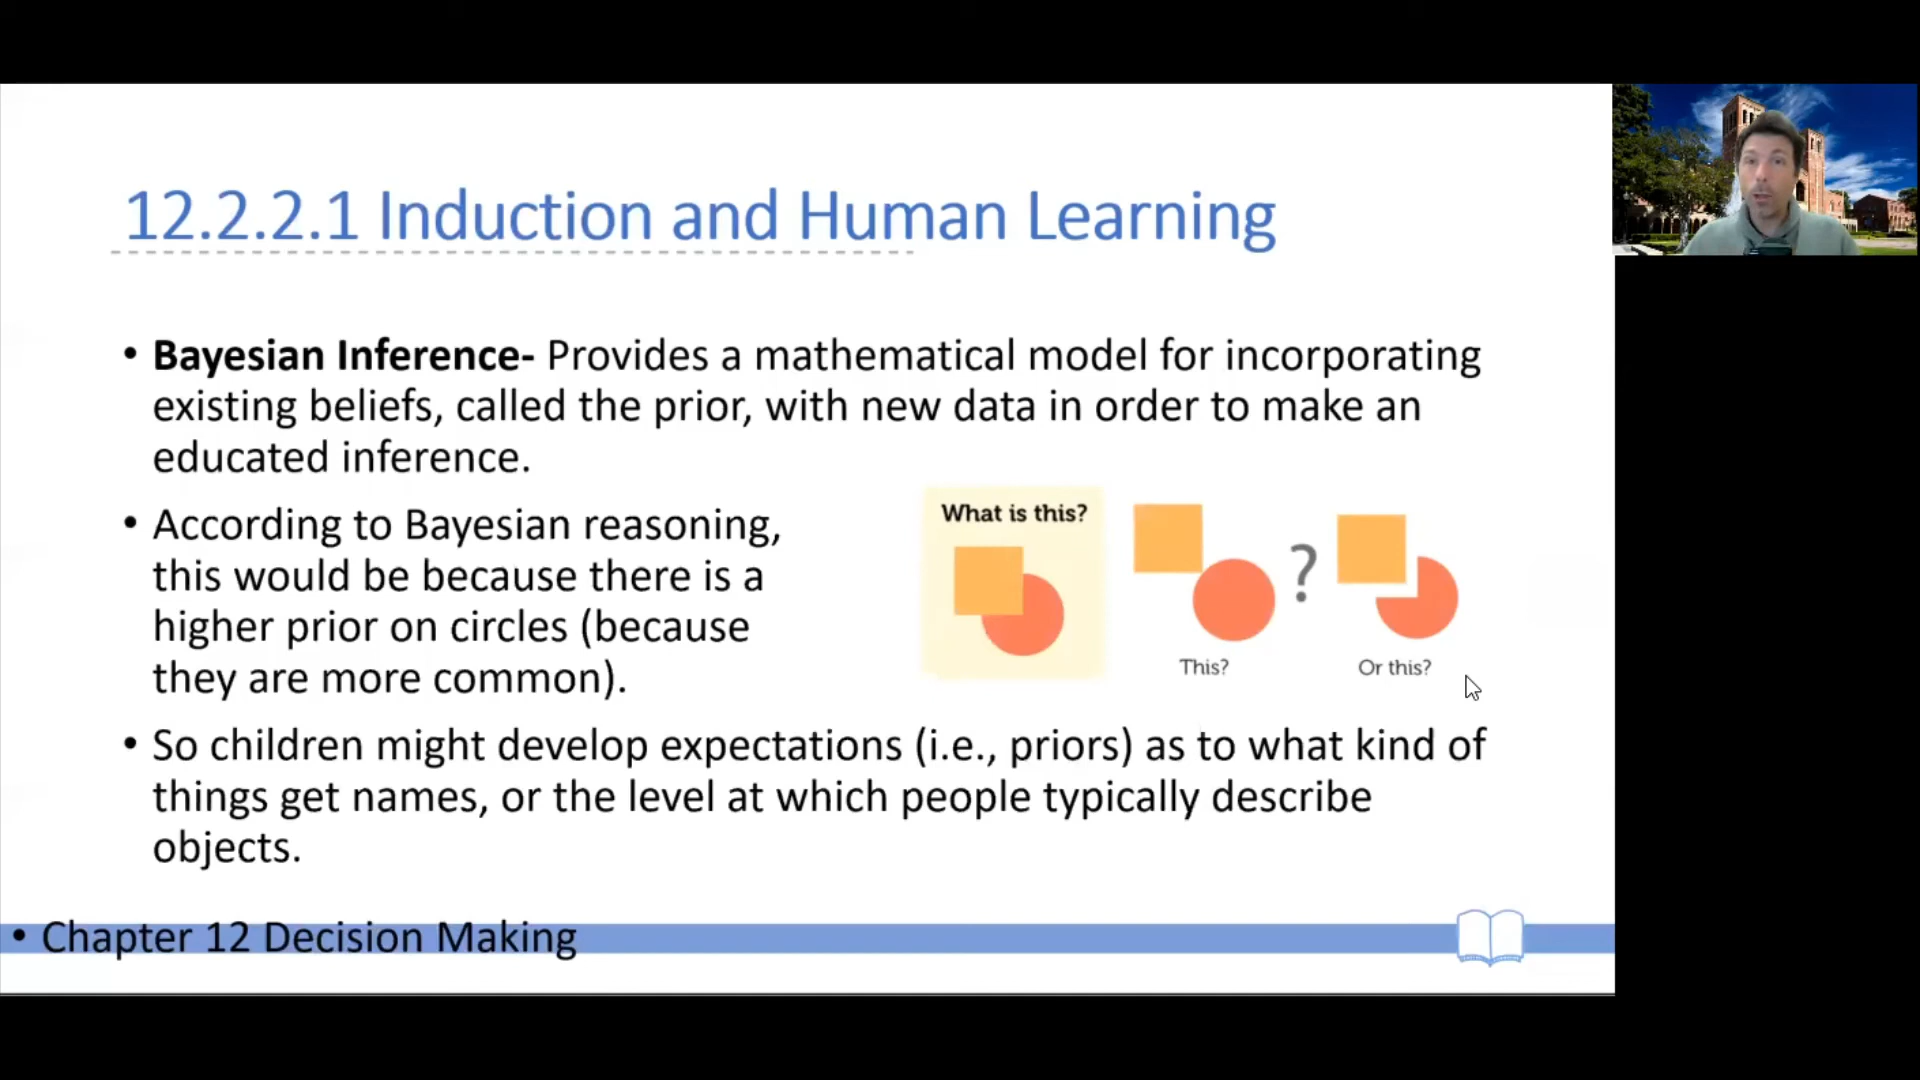 12.2.2.1 Induction and Human Learning
• Bayesian Inference- Provides a mathematical model for incorporating
existing beliefs, called the prior, with new data in order to make an
educated inference.
• According to Bayesian reasoning,
this would be because there is a
higher prior on circles (because
they are more common).
What is this?
?
This?
Or this?
• So children might develop expectations (i.e., priors) as to what kind of
things get names, or the level at which people typically describe
objects.
• Chapter 12 Decision Making